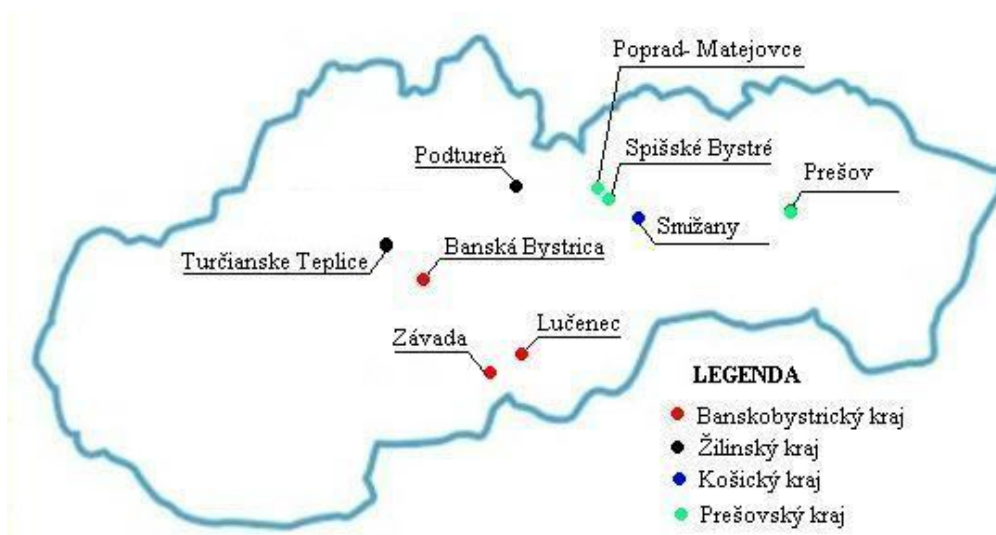 Poprad- Matejovce
Spišské Bystré
Podtureň
Prešov
Smižany
Banská Bystrica
Turčianske Teplice
Lučenec
Závada
LEGENDA
Banskobystrický kraj
Žilinský kraj
Košický kraj
Prešovský kraj